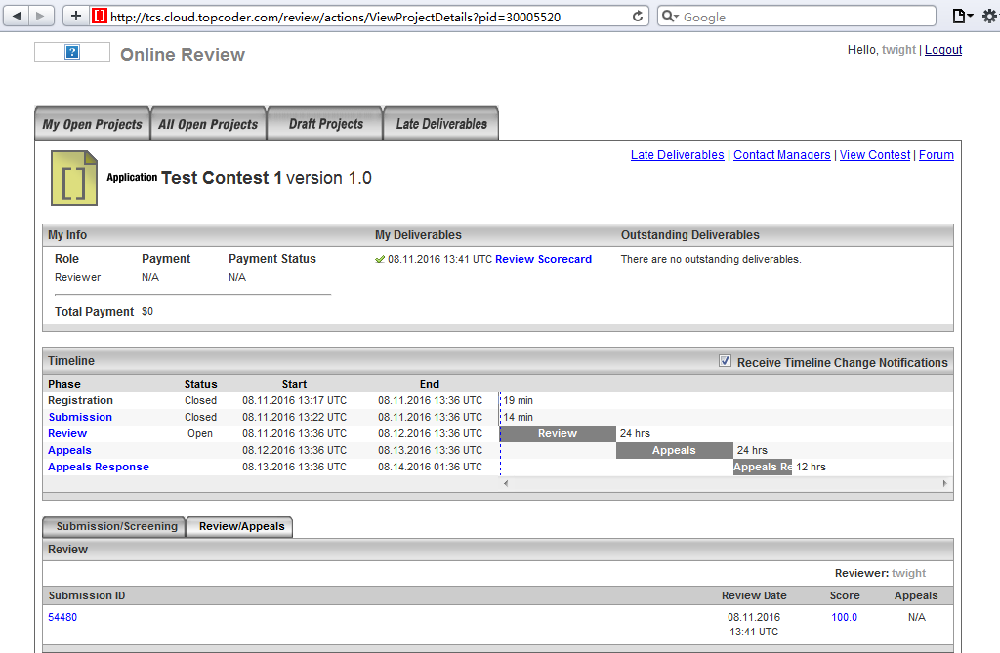 http://tcs.cloud.topcoder.com/review/actions/ViewProjectDetails?pid=30005520
Google
? Online Review
Hello, twight | Logout
My Open Projects All Open Projects Draft Projects Late Deliverables
Late Deliverables | Contact Managers | View Contest | Forum
[] Application Test Contest 1 version 1.0
My Info My Deliverables Outstanding Deliverables
Role Payment Payment Status 08.11.2016 13:41 UTC Review Scorecard There are no outstanding deliverables.
Reviewer N/A N/A
Total Payment $0
Timeline Receive Timeline Change Notifications
Phase Status Start End
Registration Closed 08.11.2016 13:17 UTC 08.11.2016 13:36 UTC 19 min
Submission Closed 08.11.2016 13:22 UTC 08.11.2016 13:36 UTC 14 min
Review Open 08.11.2016 13:36 UTC 08.12.2016 13:36 UTC Review 24 hrs
Appeals 08.12.2016 13:36 UTC 08.13.2016 13:36 UTC Appeals 24 hrs
Appeals Response 08.13.2016 13:36 UTC 08.14.2016 01:36 UTC Appeals Re 12 hrs
Submission/Screening Review/Appeals
Review
Reviewer: twight
Submission ID Review Date Score Appeals
54480 08.11.2016 100.0 N/A
13:41 UTC